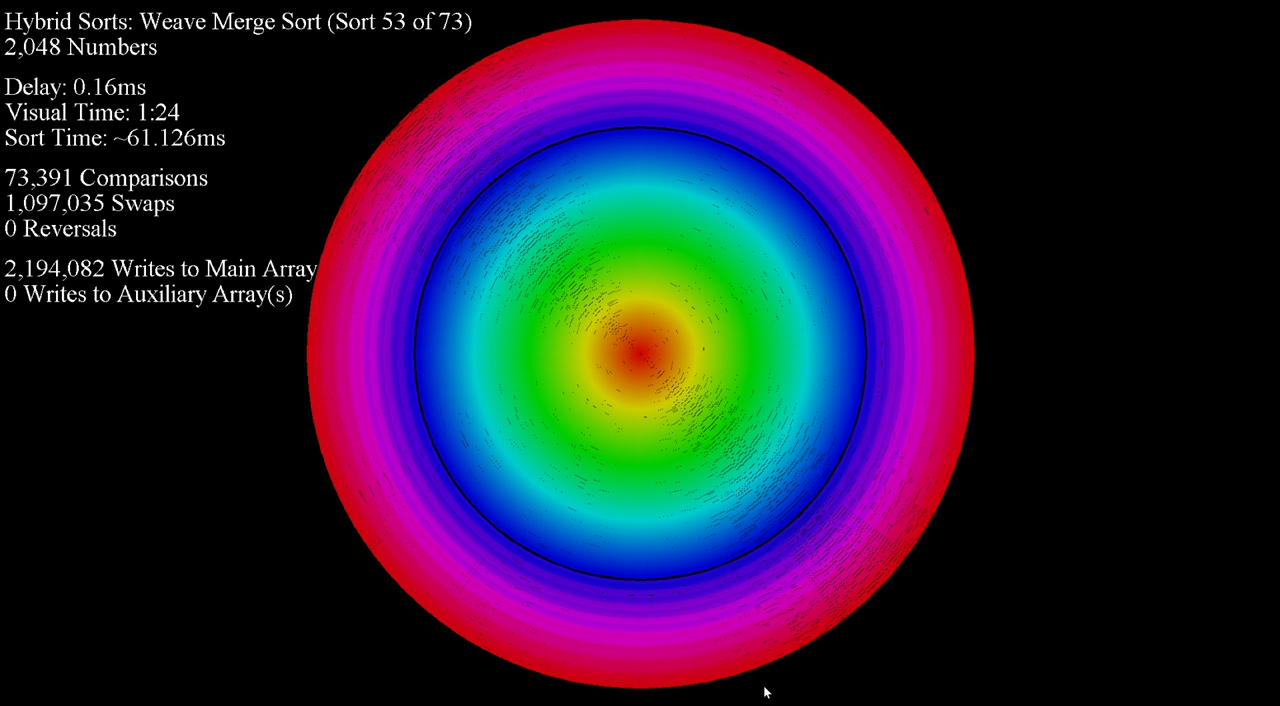 Hybrid Sorts: Weave Merge Sort (Sort 53 of 73)
2,048 Numbers
Delay: 0.16ms
Visual Time: 1:24
Sort Time: ~61.126ms
73,391 Comparisons
1,097,035 Swaps
0 Reversals
2,194,082 Writes to Main Array
0 Writes to Auxiliary Array(s)